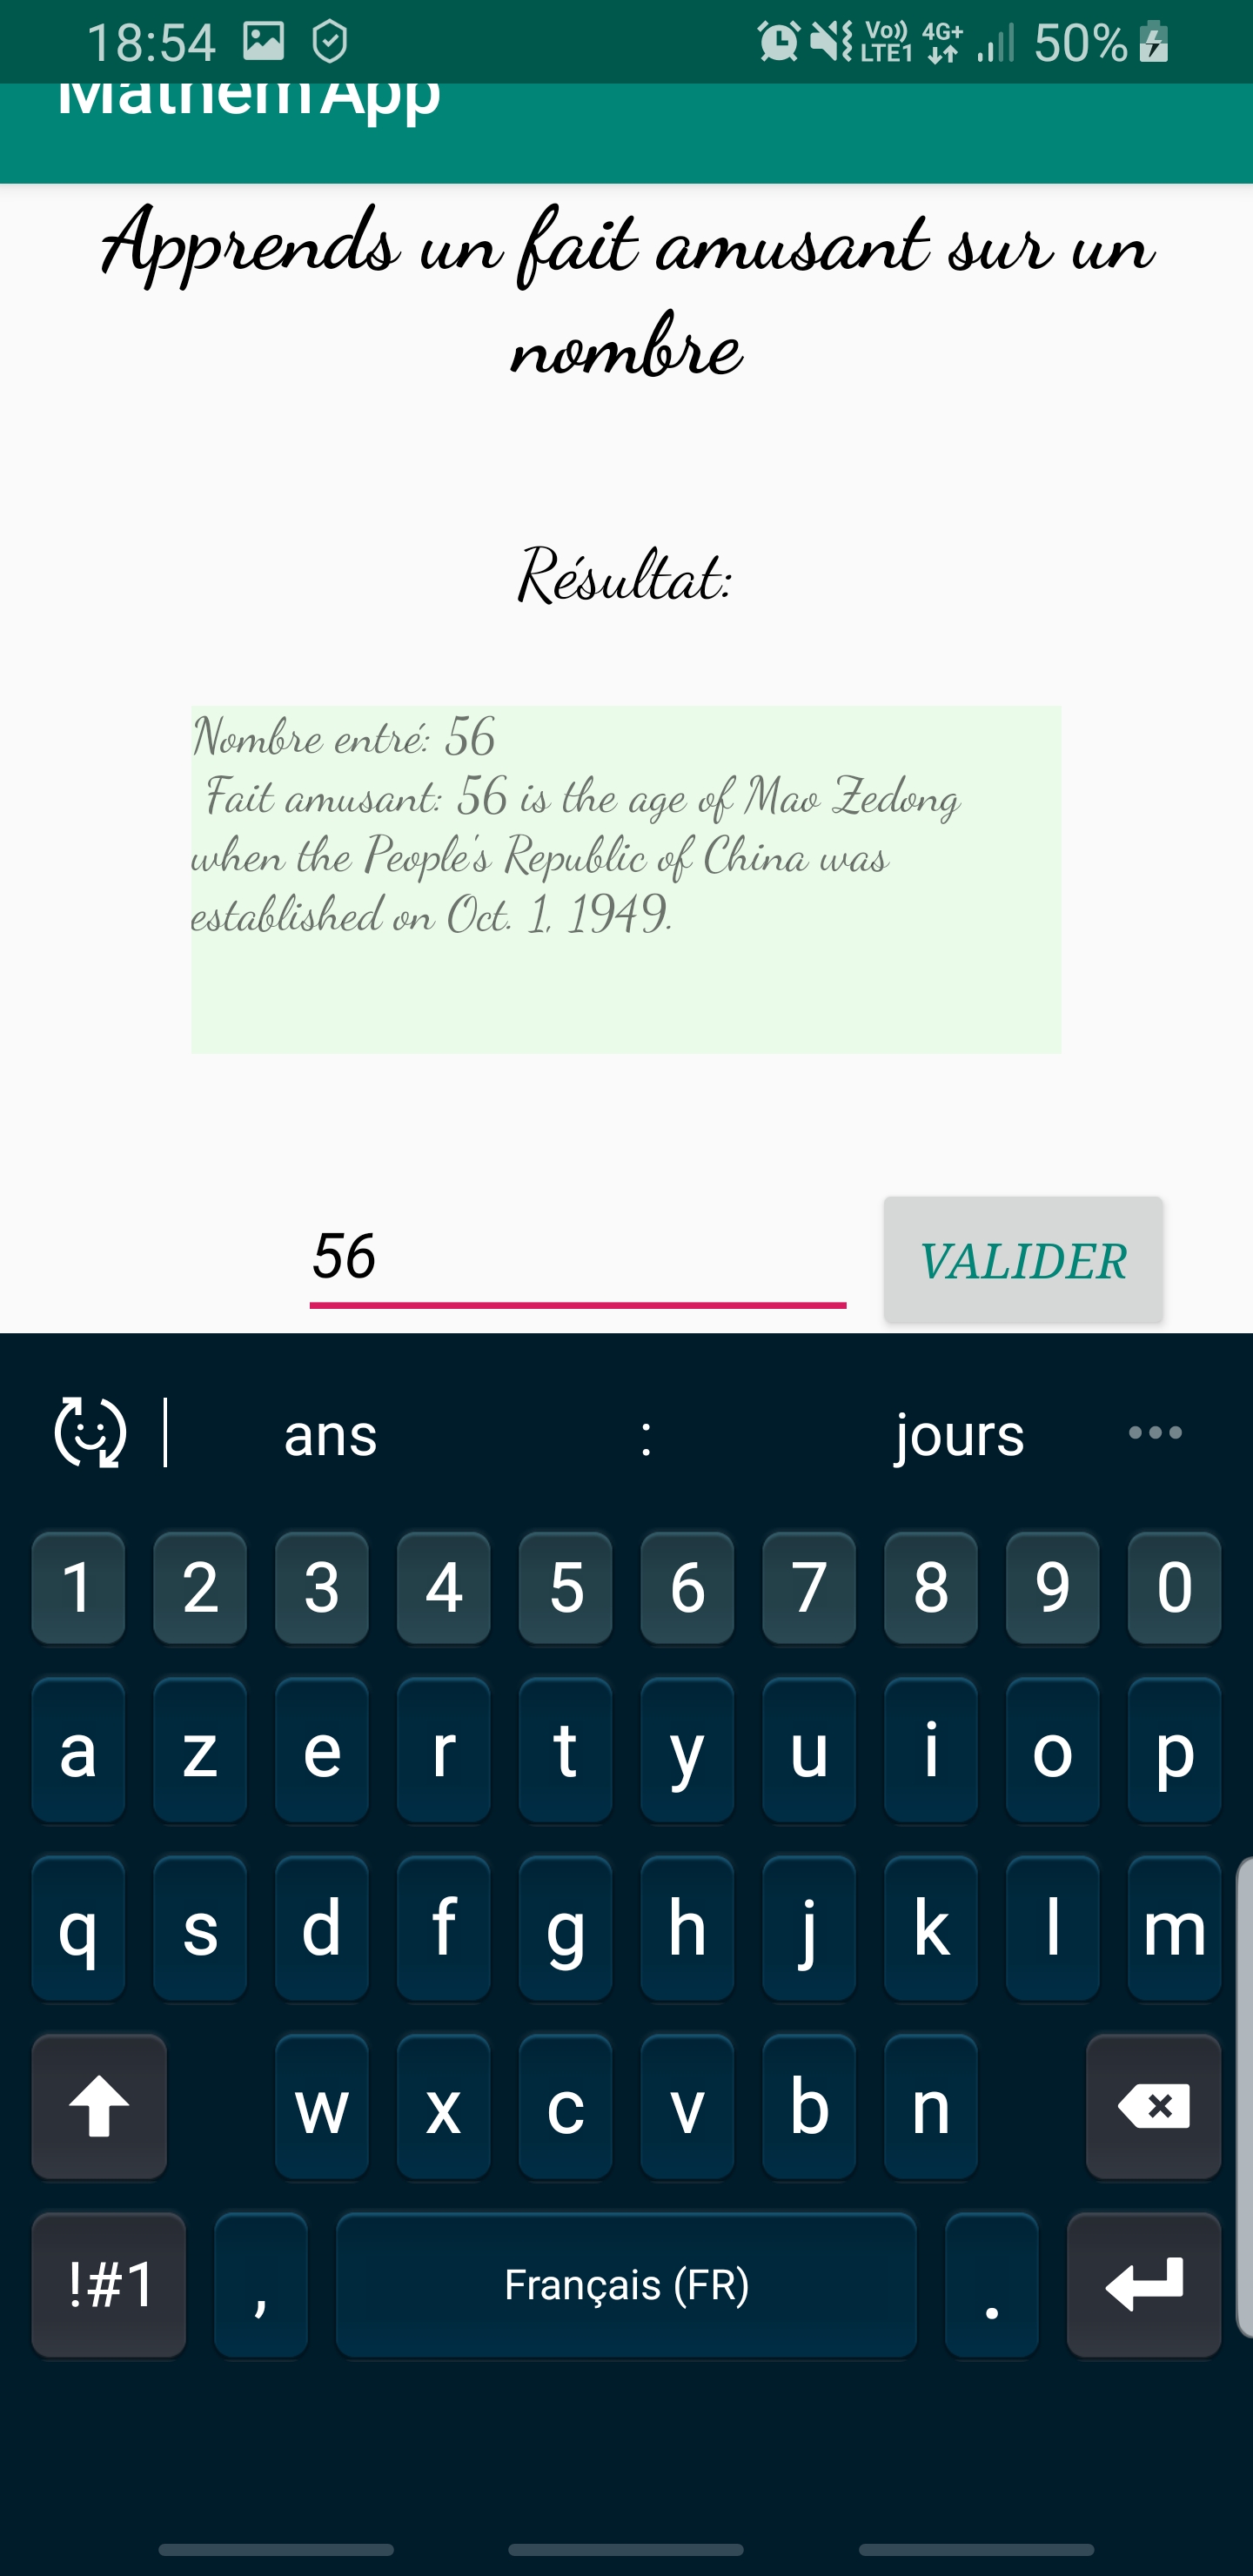 18:54 Vo)) LTE1 4G+ 50%
Mathem'App
Apprends un fait amusant sur un
nombre
Résultat:
Nombre entré: 56
Fait amusant: 56 is the age of Mao Zedong
when the People's Republic of China was
established on Oct. 1, 1949.
56 VALIDER
ans : jours
1 2 3 4 5 6 7 8 9 0
a z e r t y u i o p
q s d f g h j k l m
w x c v b n
!#1 , Français (FR) .